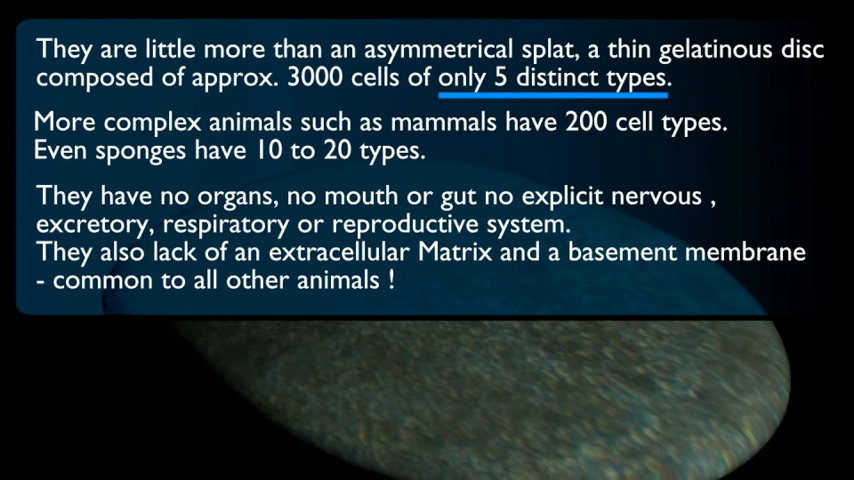 They are little more than an asymmetrical splat, a thin gelatinous disc
composed of approx. 3000 cells of only 5 distinct types.
More complex animals such as mammals have 200 cell types.
Even sponges have 10 to 20 types.
They have no organs, no mouth or gut no explicit nervous ,
excretory, respiratory or reproductive system.
They also lack of an extracellular Matrix and a basement membrane
- common to all other animals !